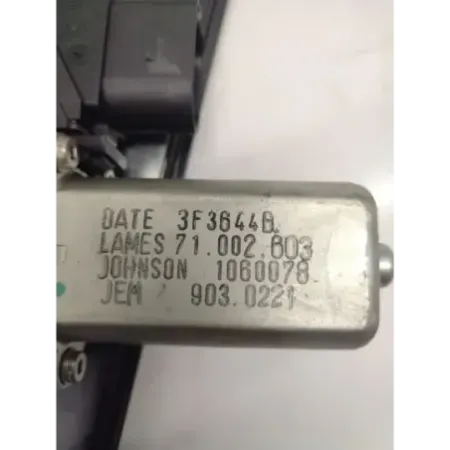 DATE 3F3644B
LAMES 71.002.603
JOHNSON 1060078
JEM 903.0221